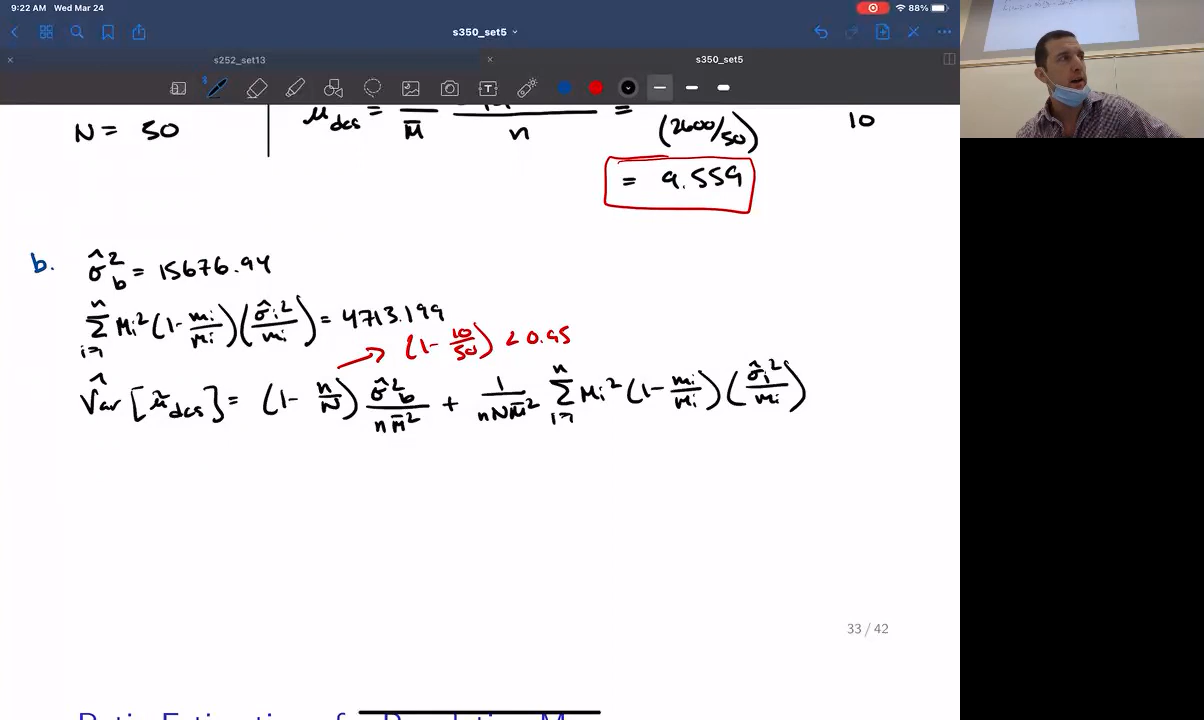 9:22 AM Wed Mar 24
88%
s350_set5
s252_set13
s350_set5
N = 50
μ̂dcs = — = 
M̄ n (2600/50) 10
= 9.559
b. σ̂²b = 15676.94
n∑i=1 Mi² (1 - mi/Mi) (σ̂i²/mi) = 4713.199
(1 - 10/50) < 0.95
V̂ar [μ̃dcs] = (1 - n/N) σ̂²b/nM̄² + 1/nNM̄² n∑i=1 Mi² (1 - mi/Mi) (σ̂i²/mi)
33 / 42